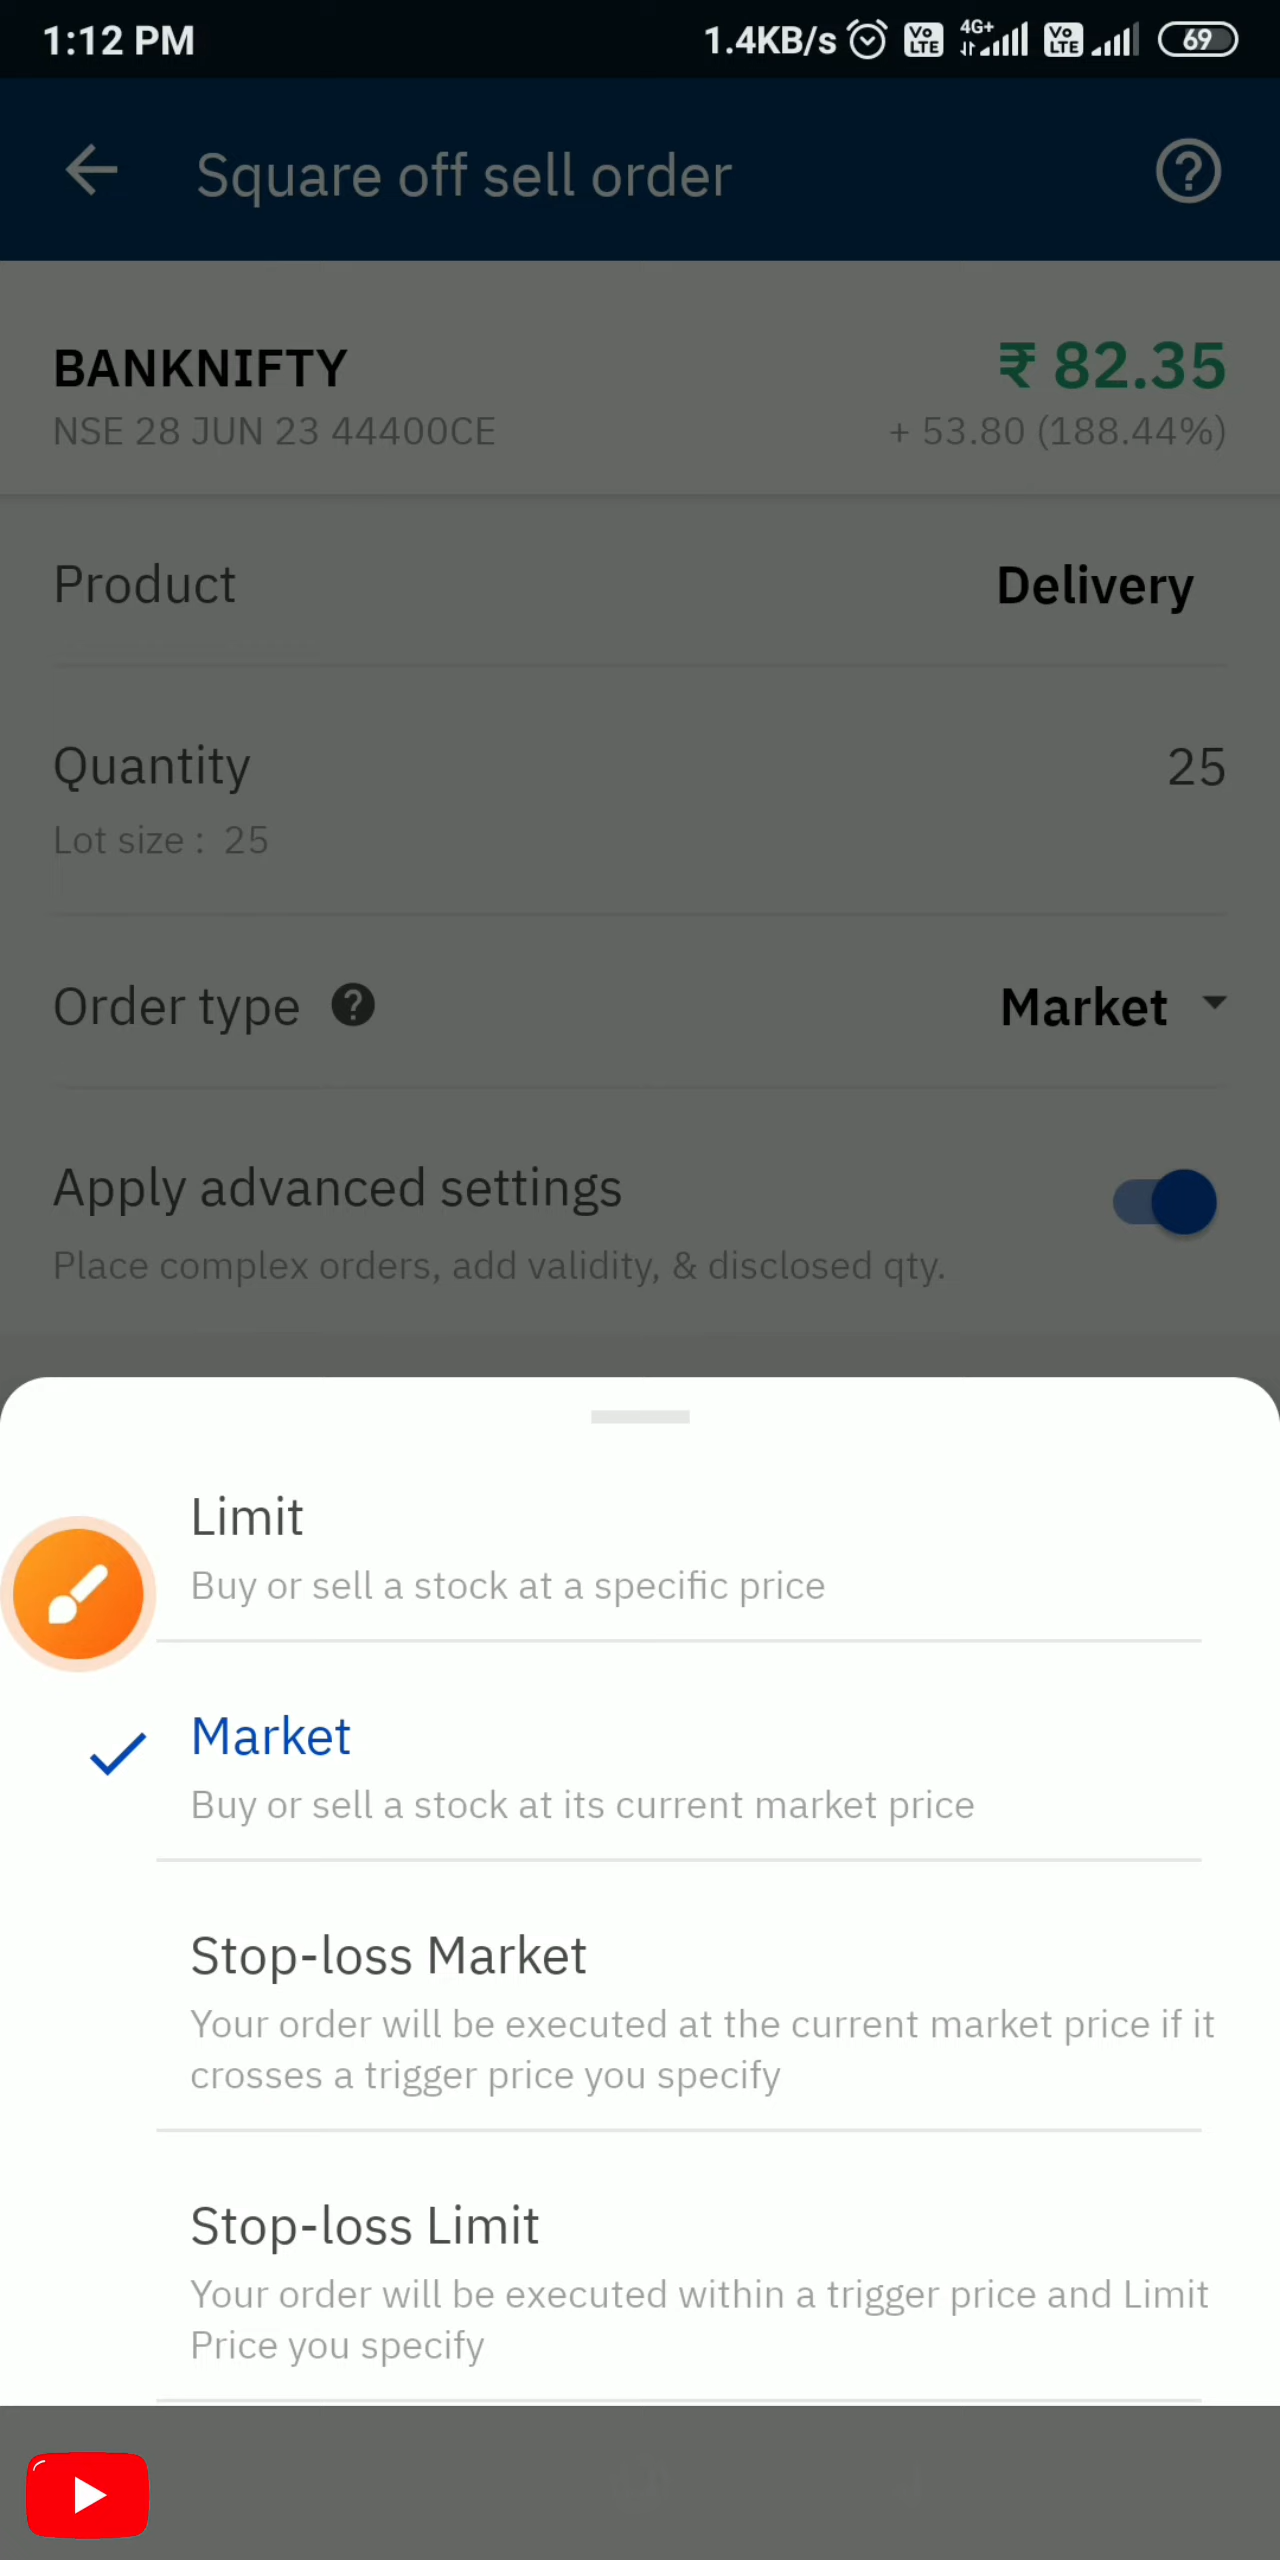 1:12 PM
1.4KB/s
Vo LTE
4G+
Vo LTE
69
Square off sell order
BANKNIFTY
₹ 82.35
NSE 28 JUN 23 44400CE
+ 53.80 (188.44%)
Product
Delivery
Quantity
25
Lot size : 25
Order type
Market
Apply advanced settings
Place complex orders, add validity, & disclosed qty.
Limit
Buy or sell a stock at a specific price
Market
Buy or sell a stock at its current market price
Stop-loss Market
Your order will be executed at the current market price if it
crosses a trigger price you specify
Stop-loss Limit
Your order will be executed within a trigger price and Limit
Price you specify